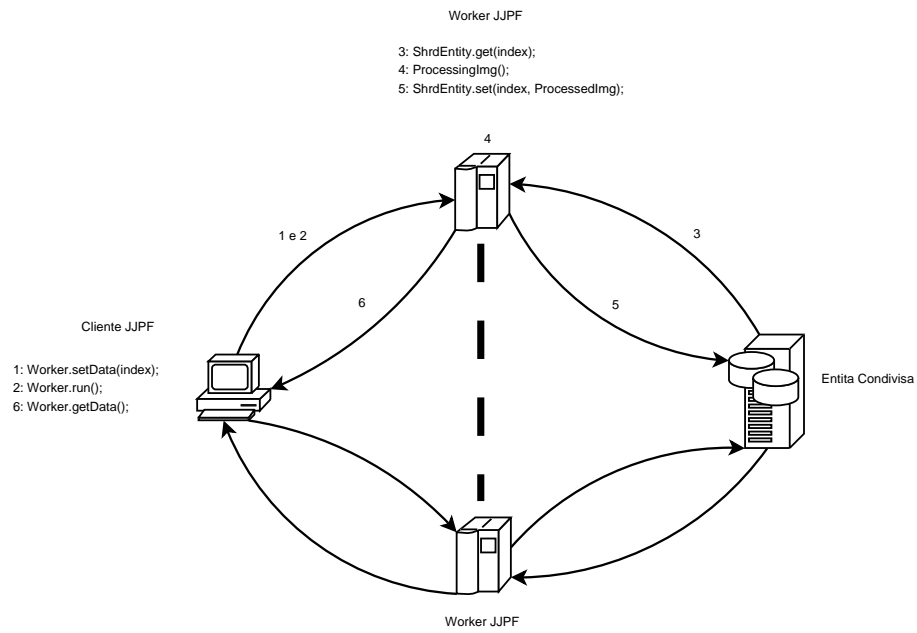 Worker JJPF
3: ShrdEntity.get(index);
4: ProcessingImg();
5: ShrdEntity.set(index, ProcessedImg);
4
1 e 2
3
6
5
Cliente JJPF
1: Worker.setData(index);
2: Worker.run();
6: Worker.getData();
Entita Condivisa
Worker JJPF